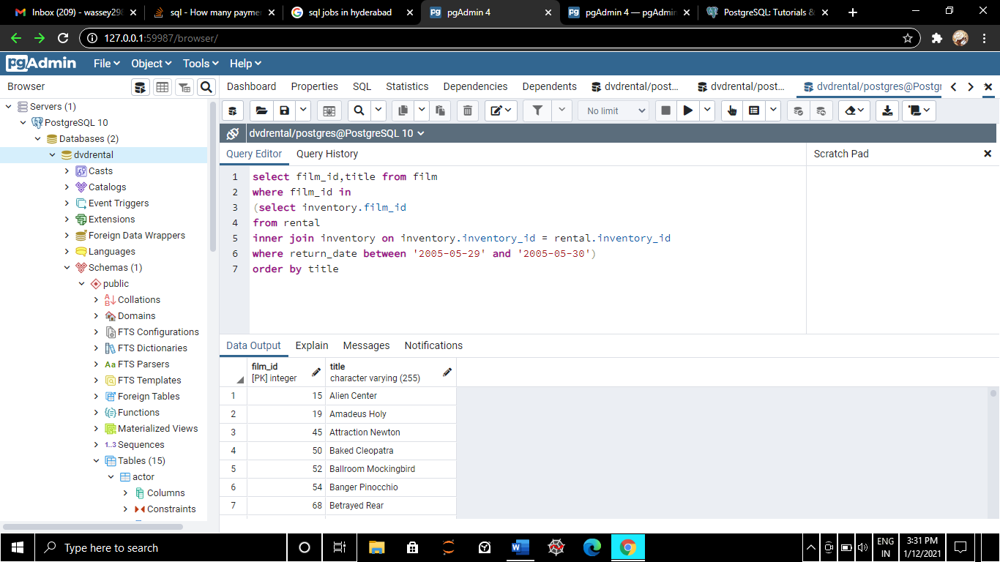 Inbox (209) - wassey298
sql - How many payme
sql jobs in hyderabad
pgAdmin 4
pgAdmin 4 — pgAdmin
PostgreSQL: Tutorials &
127.0.0.1:59987/browser/
pgAdmin File Object Tools Help
Browser
Dashboard Properties SQL Statistics Dependencies Dependents dvdrental/post... dvdrental/post... dvdrental/postgres@Postgr
No limit
dvdrental/postgres@PostgreSQL 10
Servers (1)
PostgreSQL 10
Databases (2)
dvdrental
Casts
Catalogs
Event Triggers
Extensions
Foreign Data Wrappers
Languages
Schemas (1)
public
Collations
Domains
FTS Configurations
FTS Dictionaries
Aa FTS Parsers
FTS Templates
Foreign Tables
Functions
Materialized Views
1..3 Sequences
Tables (15)
actor
Columns
Constraints
Query Editor Query History
Scratch Pad
1 select film_id,title from film
2 where film_id in
3 (select inventory.film_id
4 from rental
5 inner join inventory on inventory.inventory_id = rental.inventory_id
6 where return_date between '2005-05-29' and '2005-05-30')
7 order by title
Data Output Explain Messages Notifications
film_id title
[PK] integer character varying (255)
1 15 Alien Center
2 19 Amadeus Holy
3 45 Attraction Newton
4 50 Baked Cleopatra
5 52 Ballroom Mockingbird
6 54 Banger Pinocchio
7 68 Betrayed Rear
Type here to search
ENG
IN
3:31 PM
1/12/2021